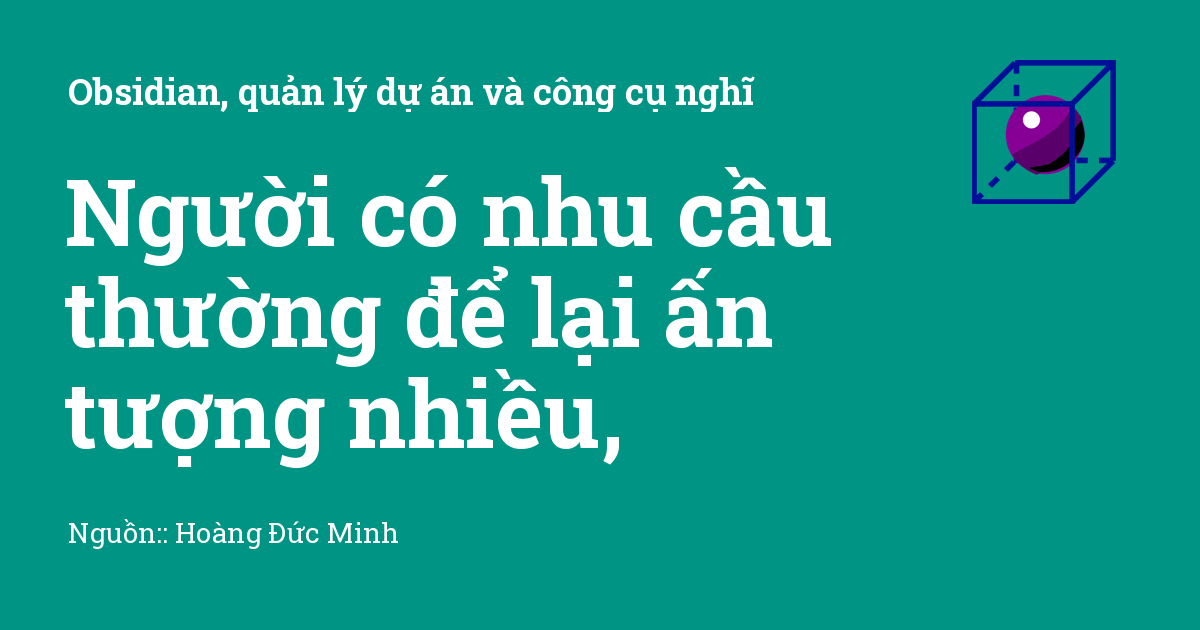 Obsidian, quản lý dự án và công cụ nghĩ
Người có nhu cầu
thường để lại ấn
tượng nhiều,
Nguồn:: Hoàng Đức Minh